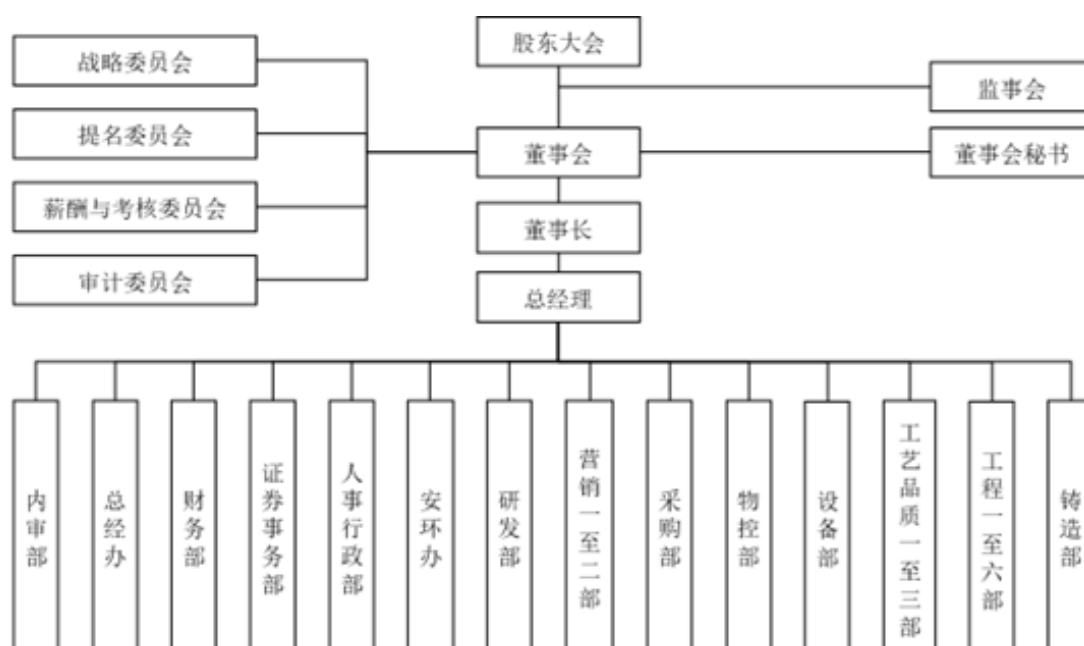 股东大会
战略委员会
监事会
提名委员会
董事会
董事会秘书
薪酬与考核委员会
董事长
审计委员会
总经理
内审部
总经办
财务部
证券事务部
人事行政部
安环办
研发部
营销一至二部
采购部
物控部
设备部
工艺品质一至三部
工程一至六部
铸造部